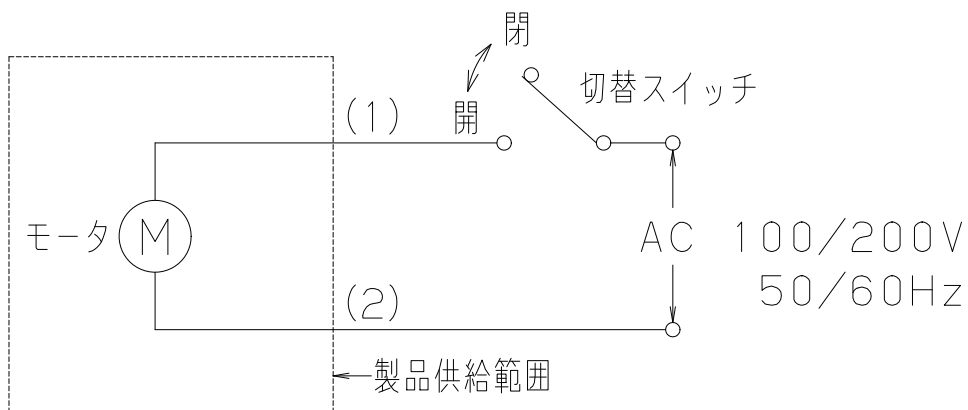 閉
切替スイッチ
開
(1)
モータ
M
AC 100/200V
50/60Hz
(2)
製品供給範囲